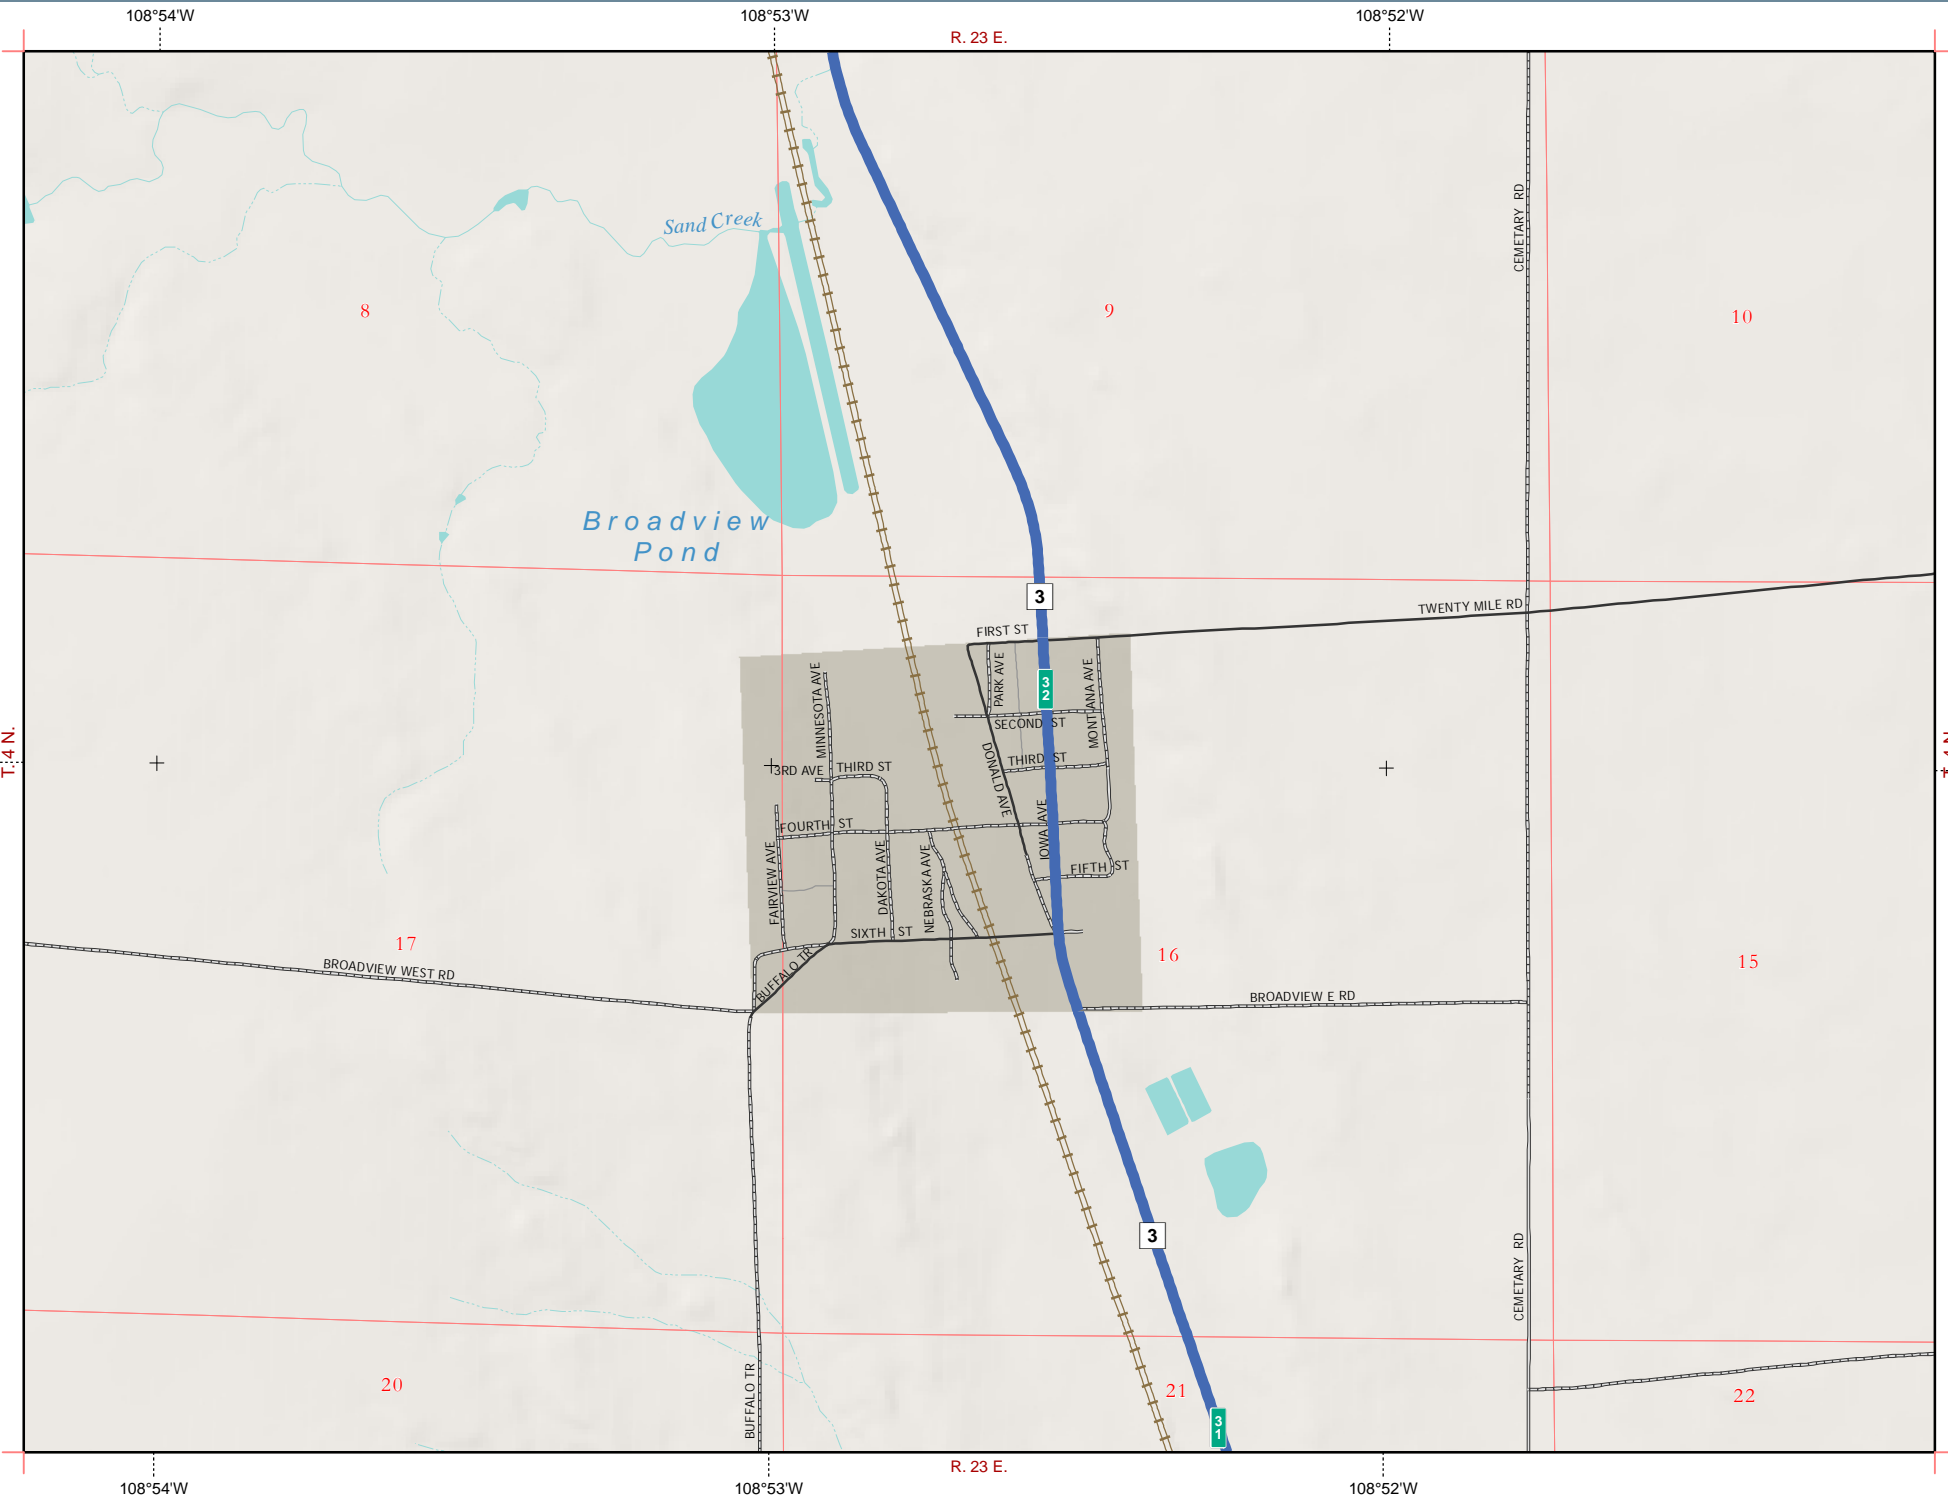 108°54'W
108°53'W
108°52'W
R. 23 E.
CEMETARY RD
Sand Creek
8
9
10
Broadview
Pond
3
TWENTY MILE RD
FIRST ST
PARK AVE
MONTANA AVE
MINNESOTA AVE
3
2
SECOND ST
T. 4 N.
3RD AVE
THIRD ST
DONALD AVE
THIRD ST
FOURTH ST
IOWA AVE
FAIRVIEW AVE
DAKOTA AVE
NEBRASKA AVE
FIFTH ST
SIXTH ST
17
16
15
BROADVIEW WEST RD
BUFFALO TR
BROADVIEW E RD
3
CEMETARY RD
20
BUFFALO TR
21
22
3
1
R. 23 E.
108°54'W
108°53'W
108°52'W